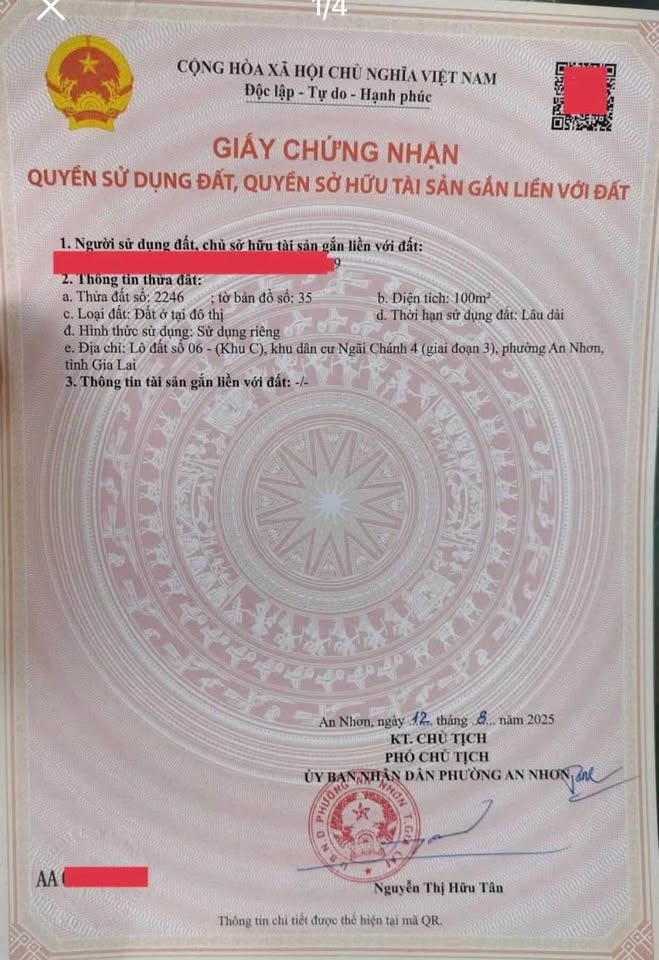 1/4
CỘNG HÒA XÃ HỘI CHỦ NGHĨA VIỆT NAM
Độc lập - Tự do - Hạnh phúc
GIẤY CHỨNG NHẬN
QUYỀN SỬ DỤNG ĐẤT, QUYỀN SỞ HỮU TÀI SẢN GẮN LIỀN VỚI ĐẤT
1. Người sử dụng đất, chủ sở hữu tài sản gắn liền với đất:
9
2. Thông tin thửa đất:
a. Thửa đất số: 2246 ; tờ bản đồ số: 35 b. Diện tích: 100m²
c. Loại đất: Đất ở tại đô thị d. Thời hạn sử dụng đất: Lâu dài
đ. Hình thức sử dụng: Sử dụng riêng
e. Địa chỉ: Lô đất số 06 - (Khu C), khu dân cư Ngãi Chánh 4 (giai đoạn 3), phường An Nhơn,
tỉnh Gia Lai
3. Thông tin tài sản gắn liền với đất: -/-
An Nhơn, ngày 12 tháng 8 năm 2025
KT. CHỦ TỊCH
PHÓ CHỦ TỊCH
ỦY BAN NHÂN DÂN PHƯỜNG AN NHƠN
U.B.N.D PHƯỜNG AN NHƠN T. GIA LAI
AA
Nguyễn Thị Hữu Tân
Thông tin chi tiết được thể hiện tại mã QR.